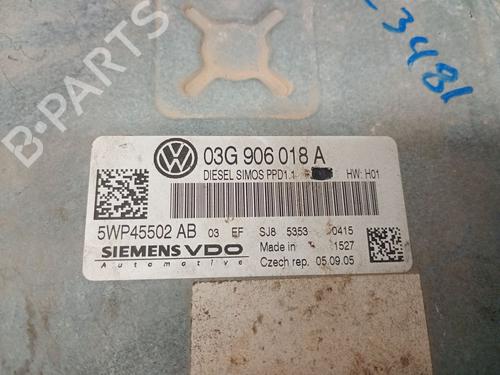 3481
B-PARTS
03G 906 018 A
DIESEL SIMOS PPD1.1 HW: H01
5WP45502 AB 03 EF SJ8 5353 0415
SIEMENS VDO Made in 1527
Automotive Czech rep. 05.09.05